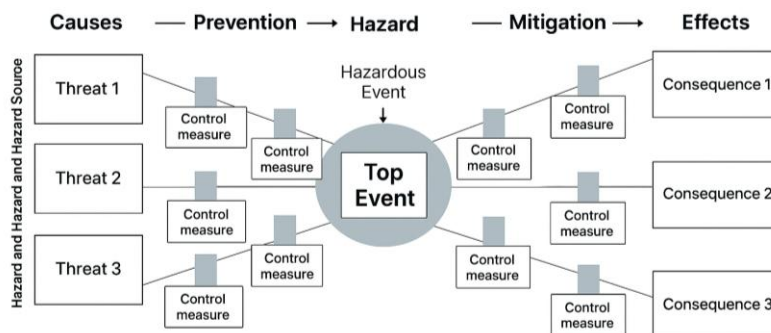 Causes — Prevention → Hazard — Mitigation → Effects
Hazard and Hazard and Hazard Souroe
Hazardous
Event
Threat 1
Consequence 1
Control
measure
Control
measure
Control
measure
Control
measure
Top
Event
Threat 2
Consequence 2
Control
measure
Control
measure
Threat 3
Consequence 3
Control
measure
Control
measure
Control
measure
Control
measure